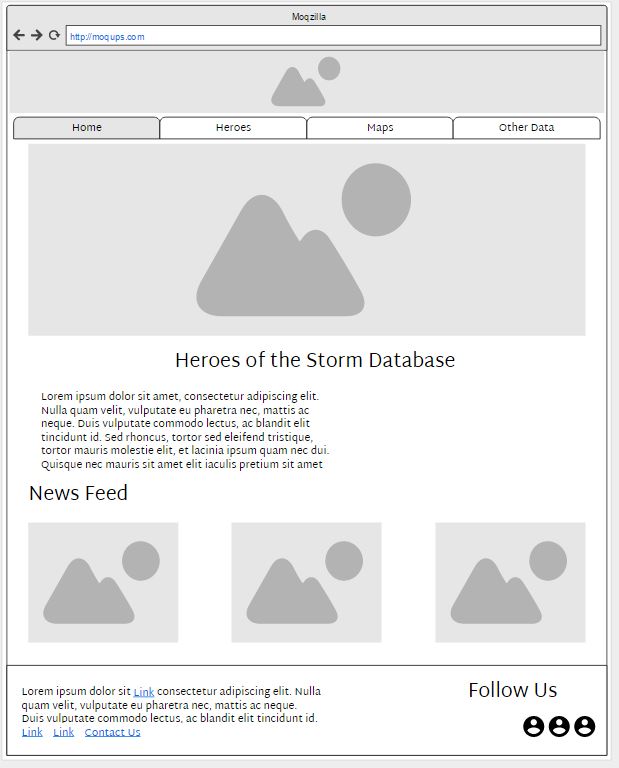 Moqzilla
http://moqups.com
Home
Heroes
Maps
Other Data
Heroes of the Storm Database
Lorem ipsum dolor sit amet, consectetur adipiscing elit.
Nulla quam velit, vulputate eu pharetra nec, mattis ac
neque. Duis vulputate commodo lectus, ac blandit elit
tincidunt id. Sed rhoncus, tortor sed eleifend tristique,
tortor mauris molestie elit, et lacinia ipsum quam nec dui.
Quisque nec mauris sit amet elit iaculis pretium sit amet
News Feed
Lorem ipsum dolor sit Link consectetur adipiscing elit. Nulla
quam velit, vulputate eu pharetra nec, mattis ac neque.
Duis vulputate commodo lectus, ac blandit elit tincidunt id.
Link Link Contact Us
Follow Us